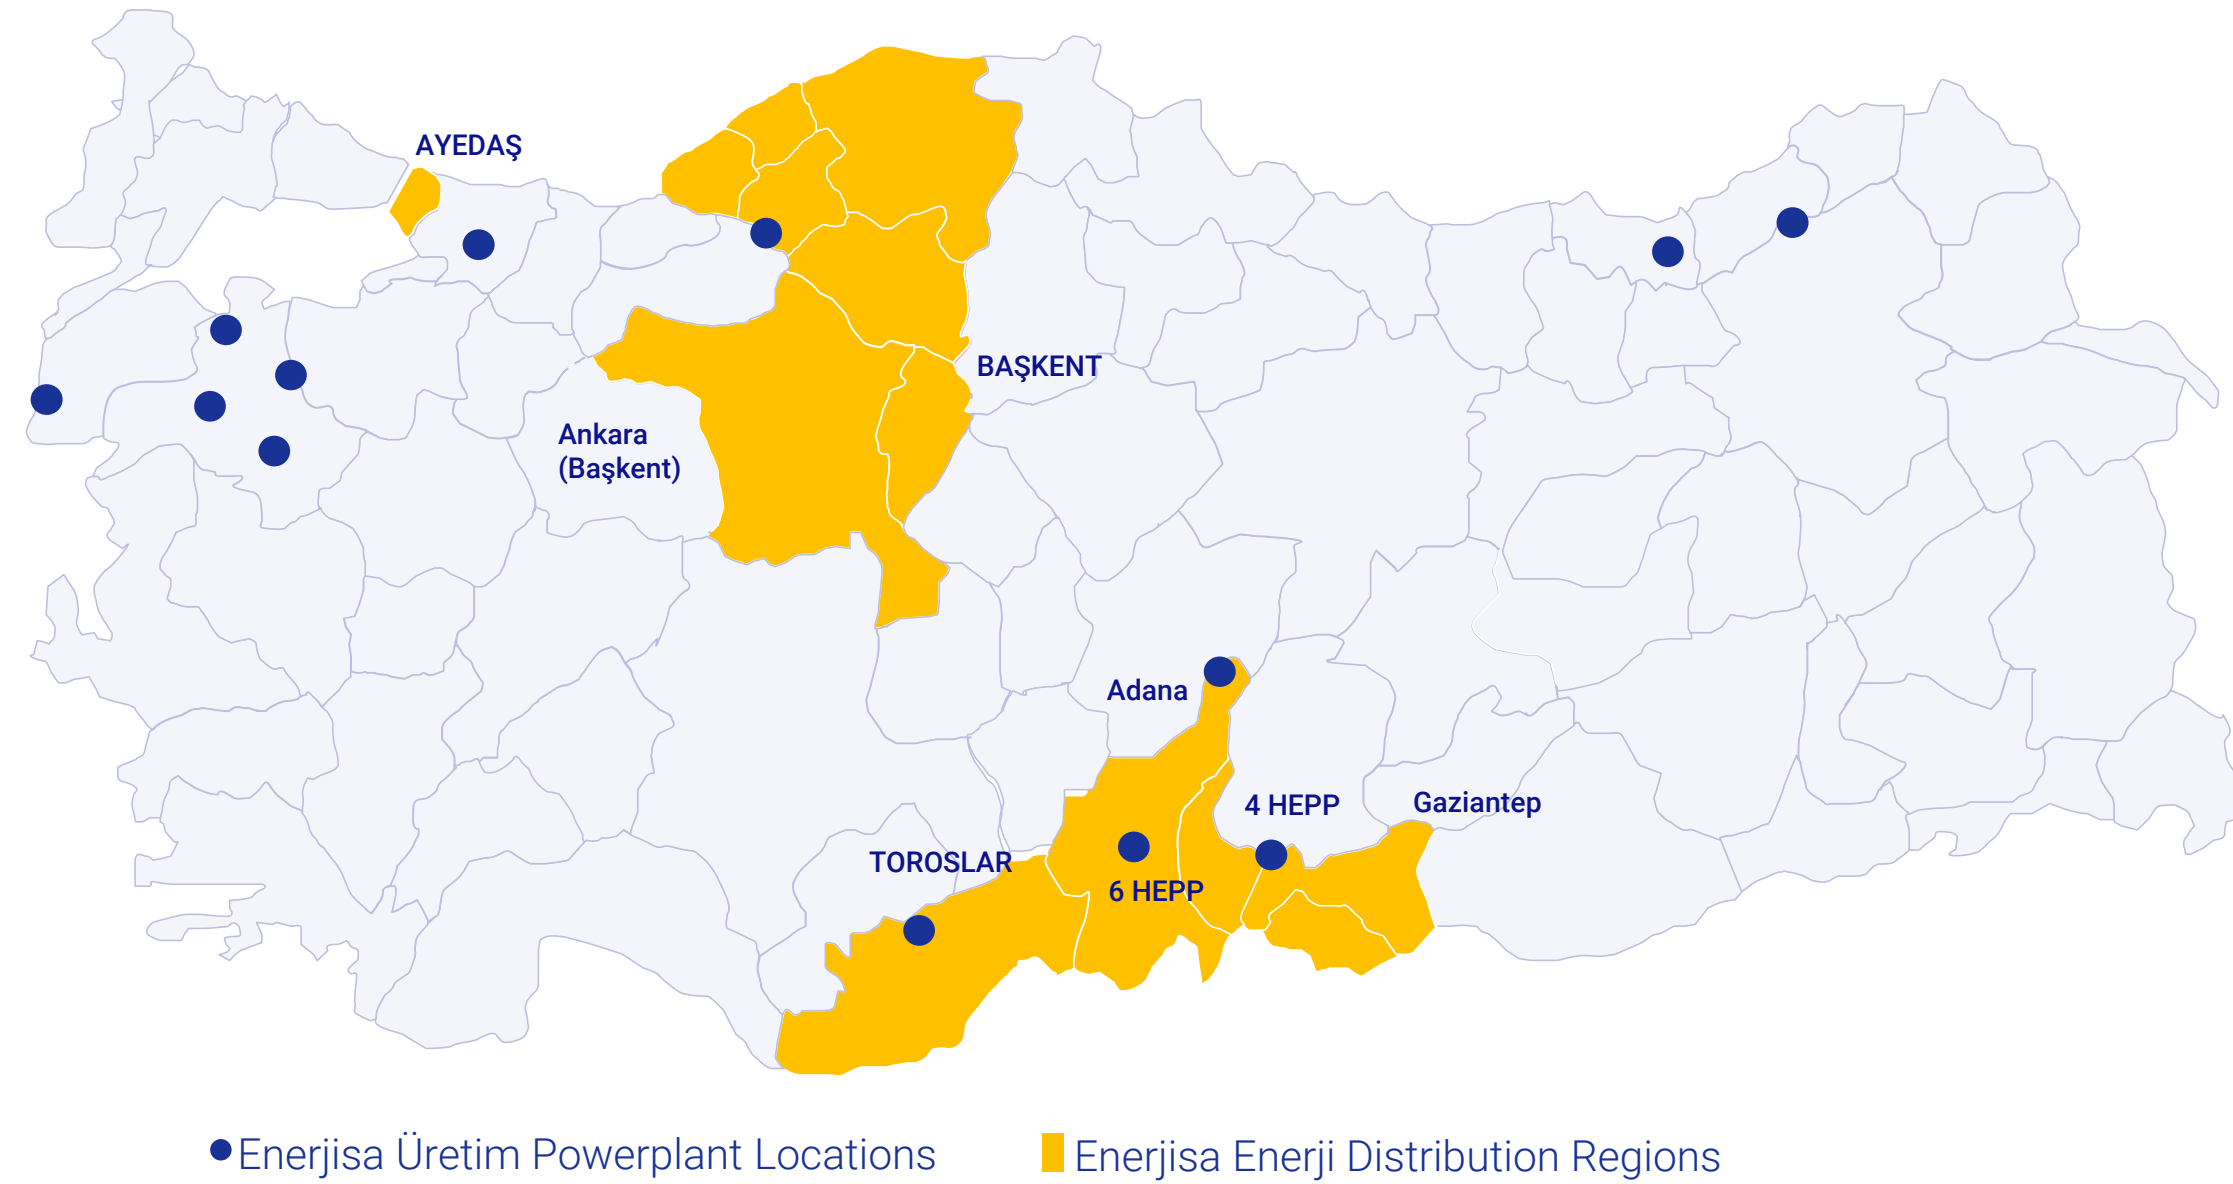 AYEDAŞ
BAŞKENT
Ankara
(Başkent)
Adana
4 HEPP
Gaziantep
TOROSLAR
6 HEPP
Enerjisa Üretim Powerplant Locations
Enerjisa Enerji Distribution Regions